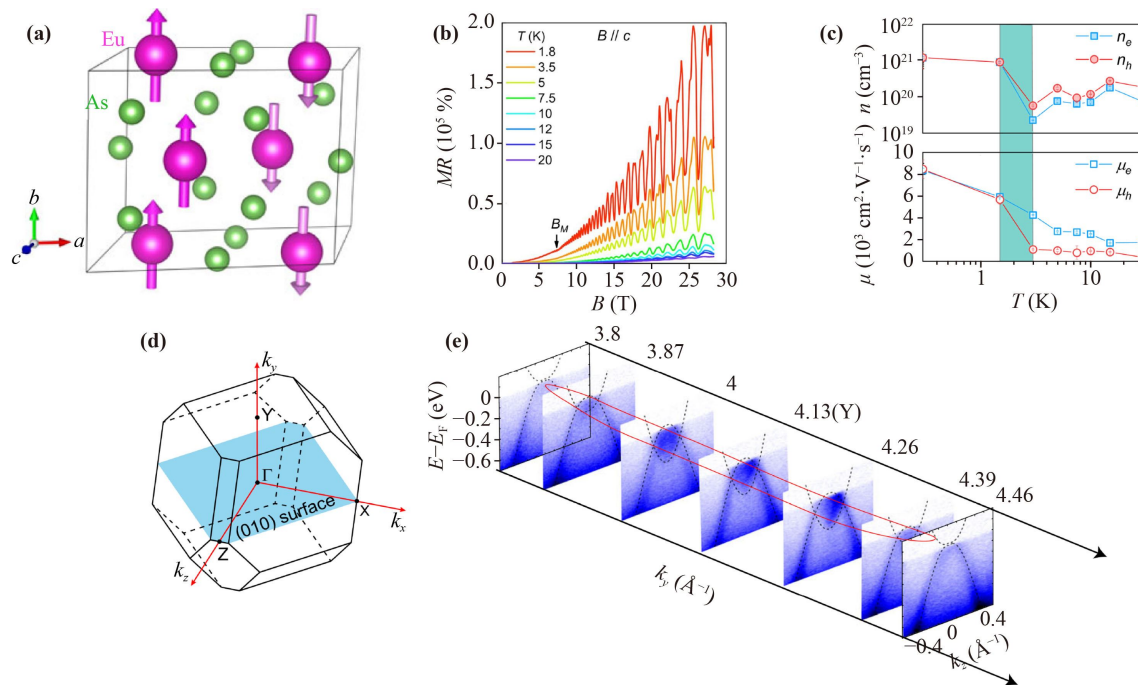 (a)
Eu
As
b
a
c
(b)
T (K)
B // c
1.8
3.5
5
7.5
10
12
15
20
B_M
MR (10⁵ %)
2.0
1.5
1.0
0.5
0.0
0 5 10 15 20 25 30
B (T)
(c)
n (cm⁻³)
10²²
10²¹
10²⁰
10¹⁹
nₑ
n_h
μ (10³ cm²·V⁻¹·s⁻¹)
10
8
6
4
2
0
μₑ
μ_h
1 10
T (K)
(d)
k_y
Y
Γ
X
k_x
(010) surface
Z
k_z
(e)
3.8
3.87
4
4.13(Y)
4.26
4.39
4.46
E−E_F (eV)
0
−0.2
−0.4
−0.6
k_y (Å⁻¹)
0.4
0
−0.4
k_z (Å⁻¹)